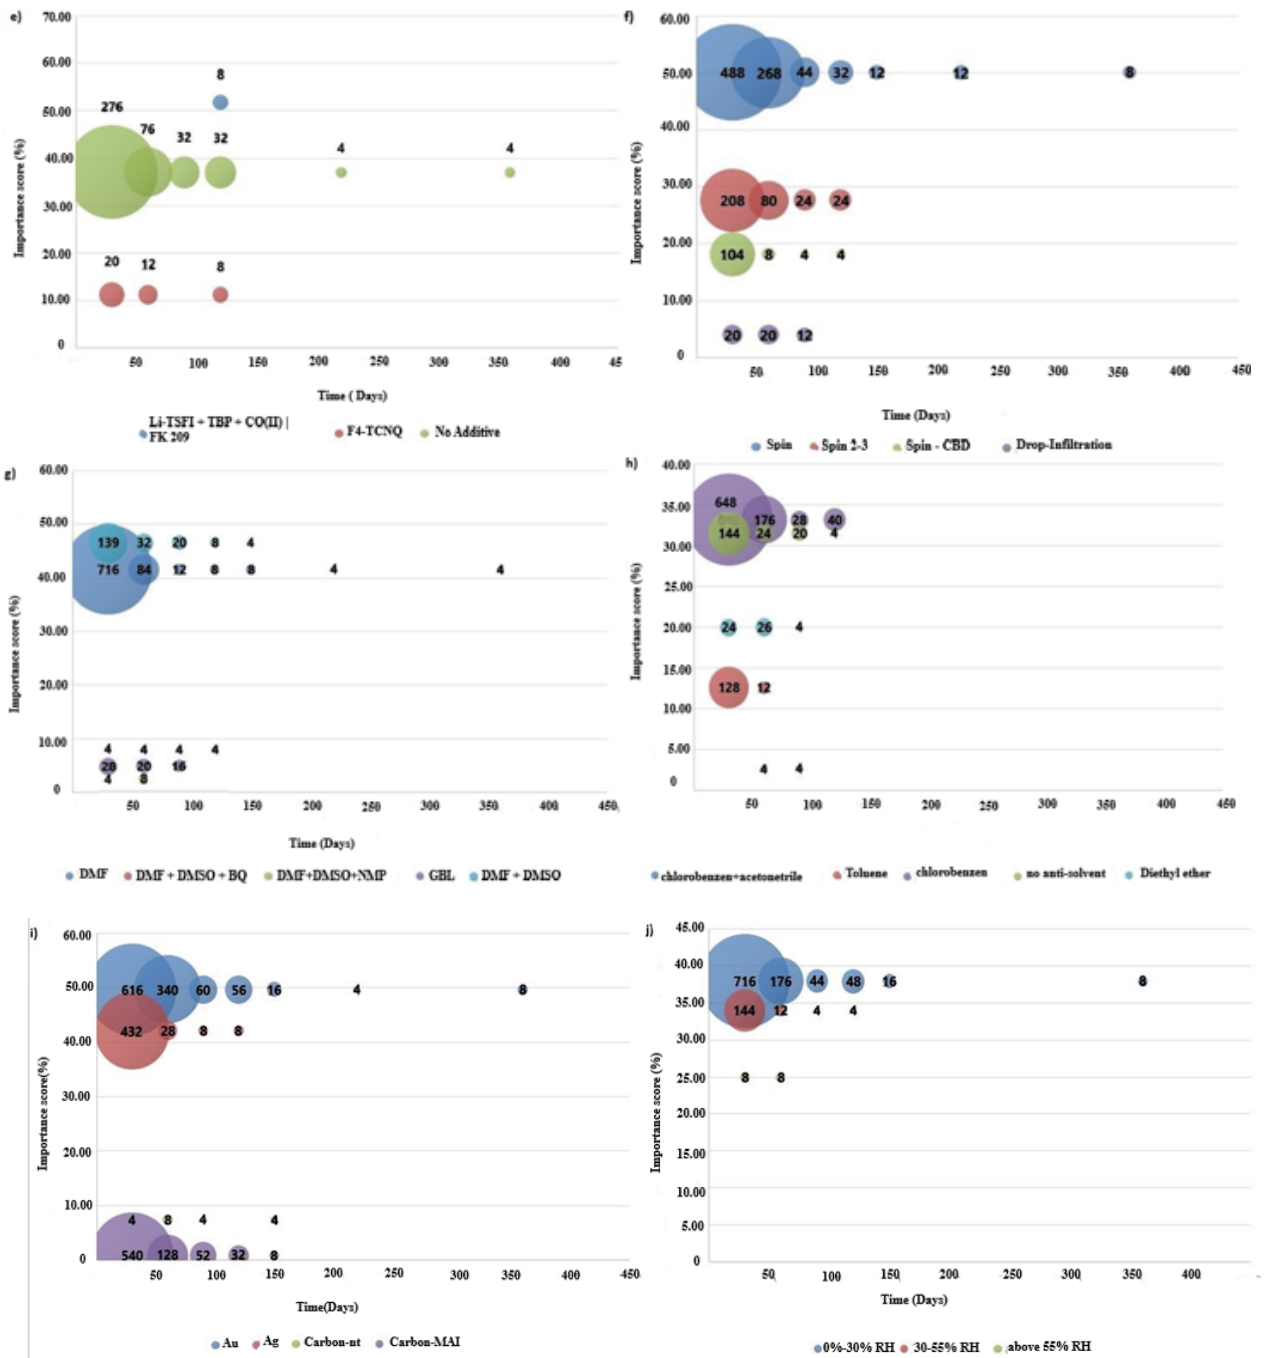 e)
70.00
60.00
50.00
40.00
30.00
20.00
10.00
0
Importance score (%)
8
276
76 32 32
4 4
20 12 8
50 100 150 200 250 300 350 400 45
Time ( Days)
Li-TSFI + TBP + CO(II) |
FK 209
F4-TCNQ No Additive
f)
60.00
50.00
40.00
30.00
20.00
10.00
0
Importance score (%)
488 268 44 32 12 12 8
208 80 24 24
104 8 4 4
20 20 12
50 100 150 200 250 300 350 400 450
Time (Days)
Spin Spin 2-3 Spin - CBD Drop-Infiltration
g)
60.00
50.00
40.00
30.00
20.00
10.00
0
Importance score (%)
139 32 20 8 4
716 84 12 8 8 4 4
4 4 4 4
28 20 16
4 8
50 100 150 200 250 300 350 400 450
Time (Days)
DMF DMF + DMSO + BQ DMF+DMSO+NMP GBL DMF + DMSO
h)
40.00
35.00
30.00
25.00
20.00
15.00
10.00
5.00
0
Importance score (%)
648 176 28 40
144 24 20 4
24 26 4
128 12
4 4
50 100 150 200 250 300 350 400 450
chlorobenzen+acetonetrile Toluene chlorobenzen no anti-solvent Diethyl ether
i)
60.00
50.00
40.00
30.00
20.00
10.00
0
Importance score(%)
616 340 60 56 16 4 8
432 28 8 8
4 8 4 4
540 128 52 32 8
50 100 150 200 250 300 350 400 450
Time(Days)
Au Ag Carbon-nt Carbon-MAI
j)
45.00
40.00
35.00
30.00
25.00
20.00
15.00
10.00
5.00
0
Importance score (%)
716 176 44 48 16 8
144 12 4 4
8 8
50 100 150 200 250 300 350 400
Time (Days)
0%-30% RH 30-55% RH above 55% RH